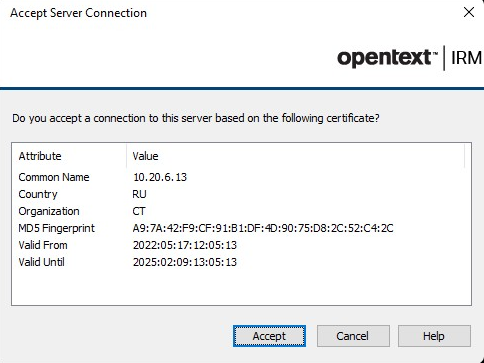 Accept Server Connection
opentext™ | IRM
Do you accept a connection to this server based on the following certificate?
Attribute Value
Common Name 10.20.6.13
Country RU
Organization CT
MD5 Fingerprint A9:7A:42:F9:CF:91:B1:DF:4D:90:75:D8:2C:52:C4:2C
Valid From 2022:05:17:12:05:13
Valid Until 2025:02:09:13:05:13
Accept Cancel Help